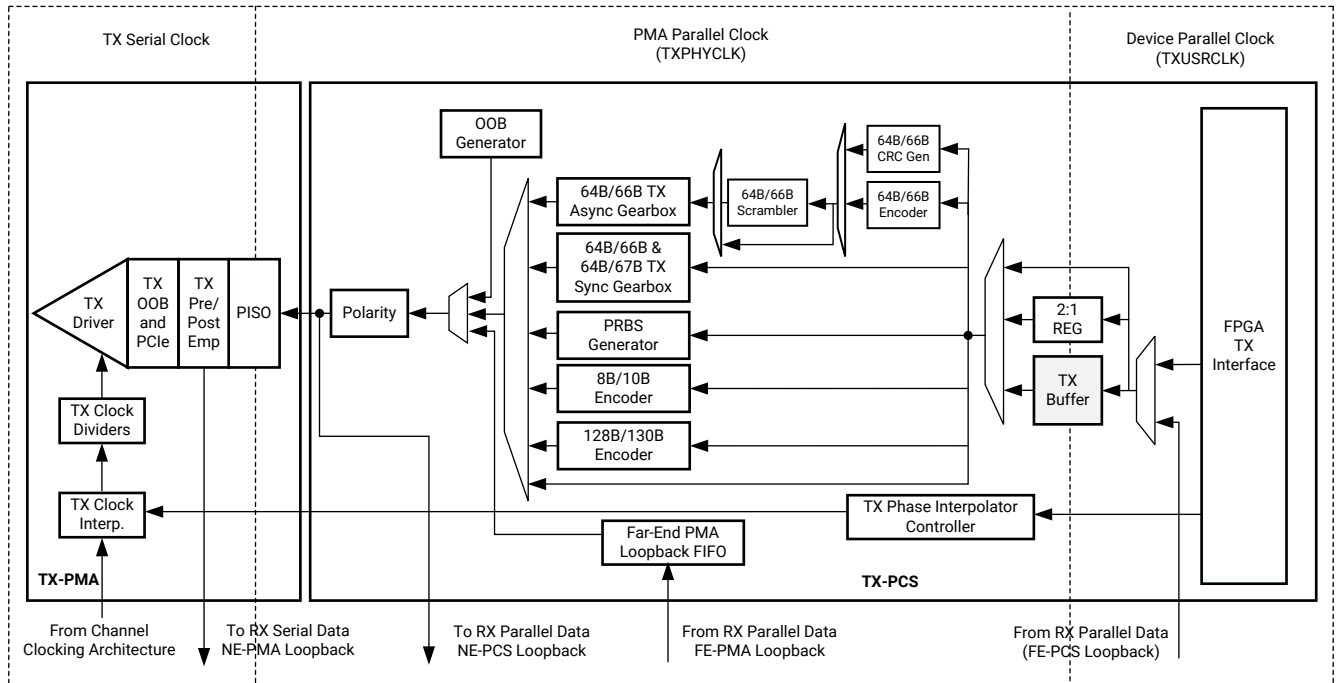 TX Serial Clock
PMA Parallel Clock
(TXPHYCLK)
Device Parallel Clock
(TXUSRCLK)
OOB
Generator
64B/66B
CRC Gen
64B/66B TX
Async Gearbox
64B/66B
Scrambler
64B/66B
Encoder
64B/66B &
64B/67B TX
Sync Gearbox
TX
Driver
TX
OOB
and
PCIe
TX
Pre/
Post
Emp
PISO
Polarity
PRBS
Generator
2:1
REG
FPGA
TX
Interface
8B/10B
Encoder
TX
Buffer
TX Clock
Dividers
128B/130B
Encoder
TX Clock
Interp.
TX Phase Interpolator
Controller
Far-End PMA
Loopback FIFO
TX-PMA
TX-PCS
From Channel
Clocking Architecture
To RX Serial Data
NE-PMA Loopback
To RX Parallel Data
NE-PCS Loopback
From RX Parallel Data
FE-PMA Loopback
From RX Parallel Data
(FE-PCS Loopback)